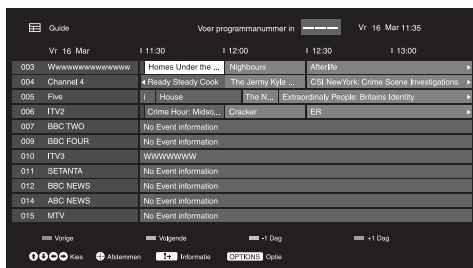 Guide Voer programmanummer in Vr 16 Mar 11:35
Vr 16 Mar 11:30 12:00 12:30 13:00
003 Wwwwwwwwwwwwww Homes Under the ... Nighbours Afterlife
004 Channel 4 Ready Steady Cook The Jermy Kyle ... CSI NewYork: Crime Scene Investigations
005 Five i House The N... Extraordinaly People: Britains Identity
006 ITV2 Crime Hour: Midso... Cracker ER
007 BBC TWO No Event information
009 BBC FOUR No Event information
010 ITV3 WWWWWWW
011 SETANTA No Event information
012 BBC NEWS No Event information
014 ABC NEWS No Event information
015 MTV No Event information
Vorige Volgende -1 Dag +1 Dag
Kies Afstemmen Informatie OPTIONS Optie